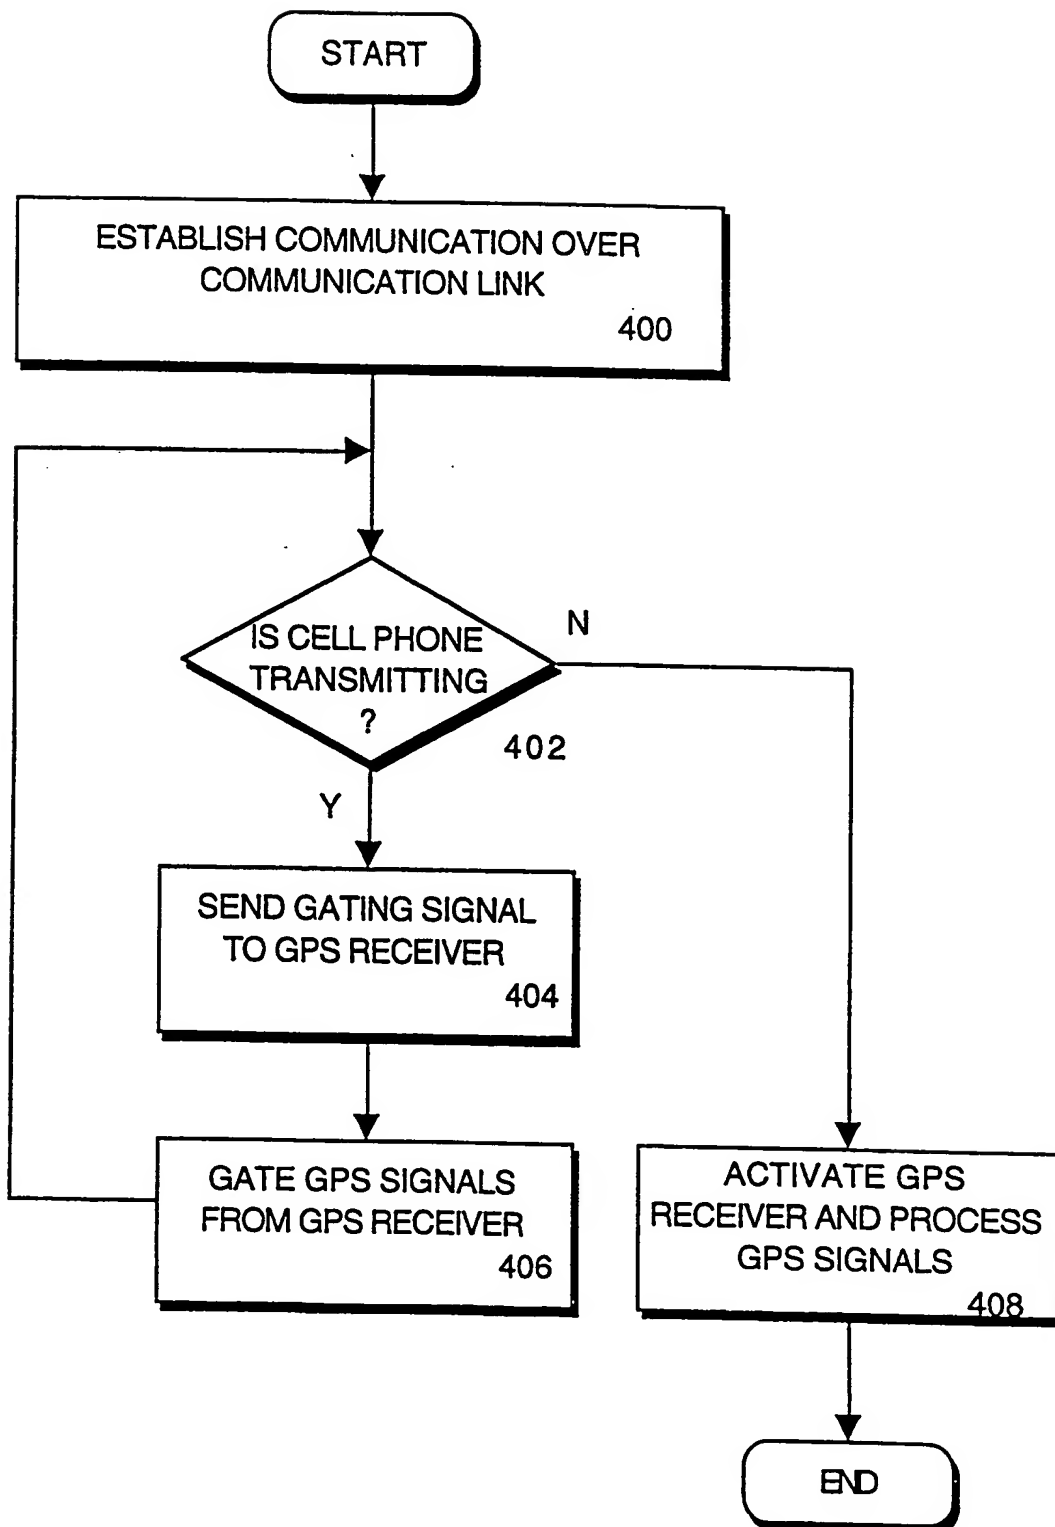 START
ESTABLISH COMMUNICATION OVER
COMMUNICATION LINK
400
IS CELL PHONE
TRANSMITTING
?
402
N
Y
SEND GATING SIGNAL
TO GPS RECEIVER
404
GATE GPS SIGNALS
FROM GPS RECEIVER
406
ACTIVATE GPS
RECEIVER AND PROCESS
GPS SIGNALS
408
END